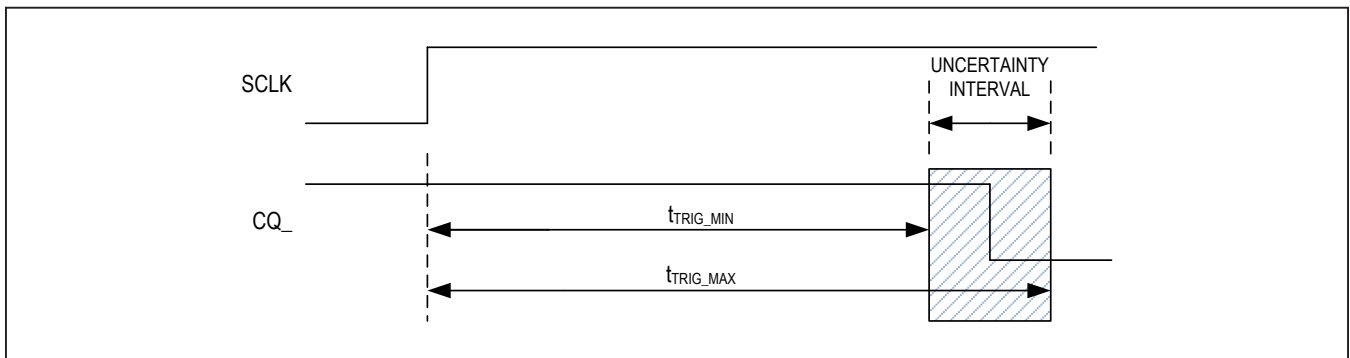 UNCERTAINTY
INTERVAL
SCLK
CQ_
tTRIG_MIN
tTRIG_MAX